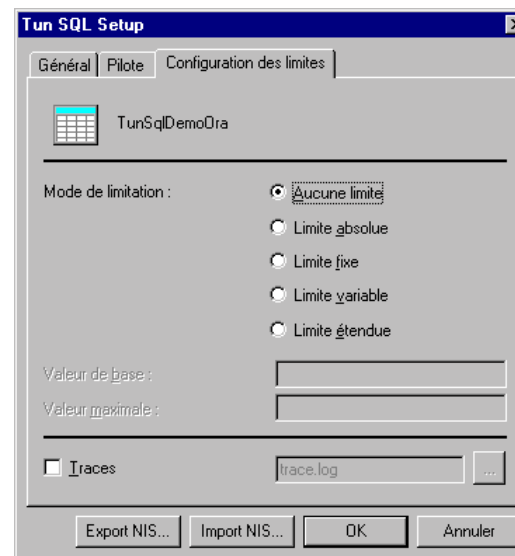 Tun SQL Setup
Général Pilote Configuration des limites
TunSqlDemoOra
Mode de limitation : Aucune limite
Limite absolue
Limite fixe
Limite variable
Limite étendue
Valeur de base :
Valeur maximale :
Traces trace.log ...
Export NIS... Import NIS... OK Annuler